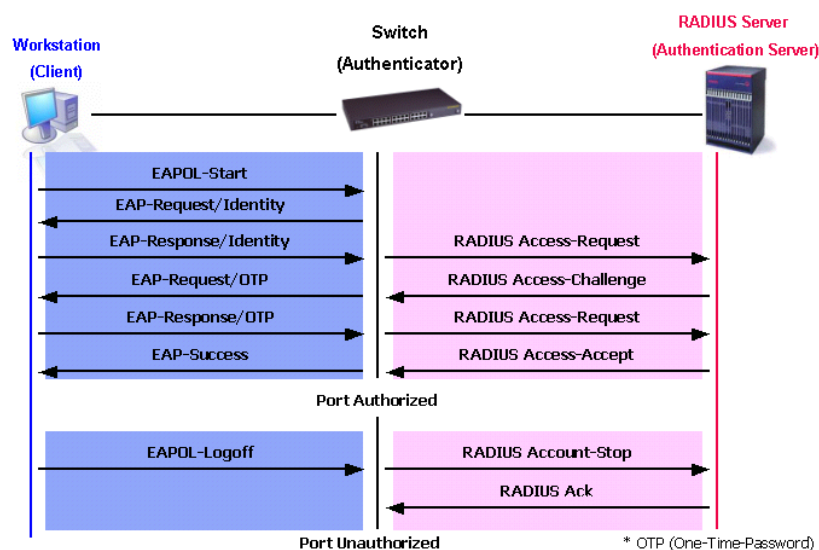 Workstation
(Client)
Switch
(Authenticator)
RADIUS Server
(Authentication Server)
EAPOL-Start
EAP-Request/Identity
EAP-Response/Identity
RADIUS Access-Request
EAP-Request/OTP
RADIUS Access-Challenge
EAP-Response/OTP
RADIUS Access-Request
EAP-Success
RADIUS Access-Accept
Port Authorized
EAPOL-Logoff
RADIUS Account-Stop
RADIUS Ack
Port Unauthorized
* OTP (One-Time-Password)